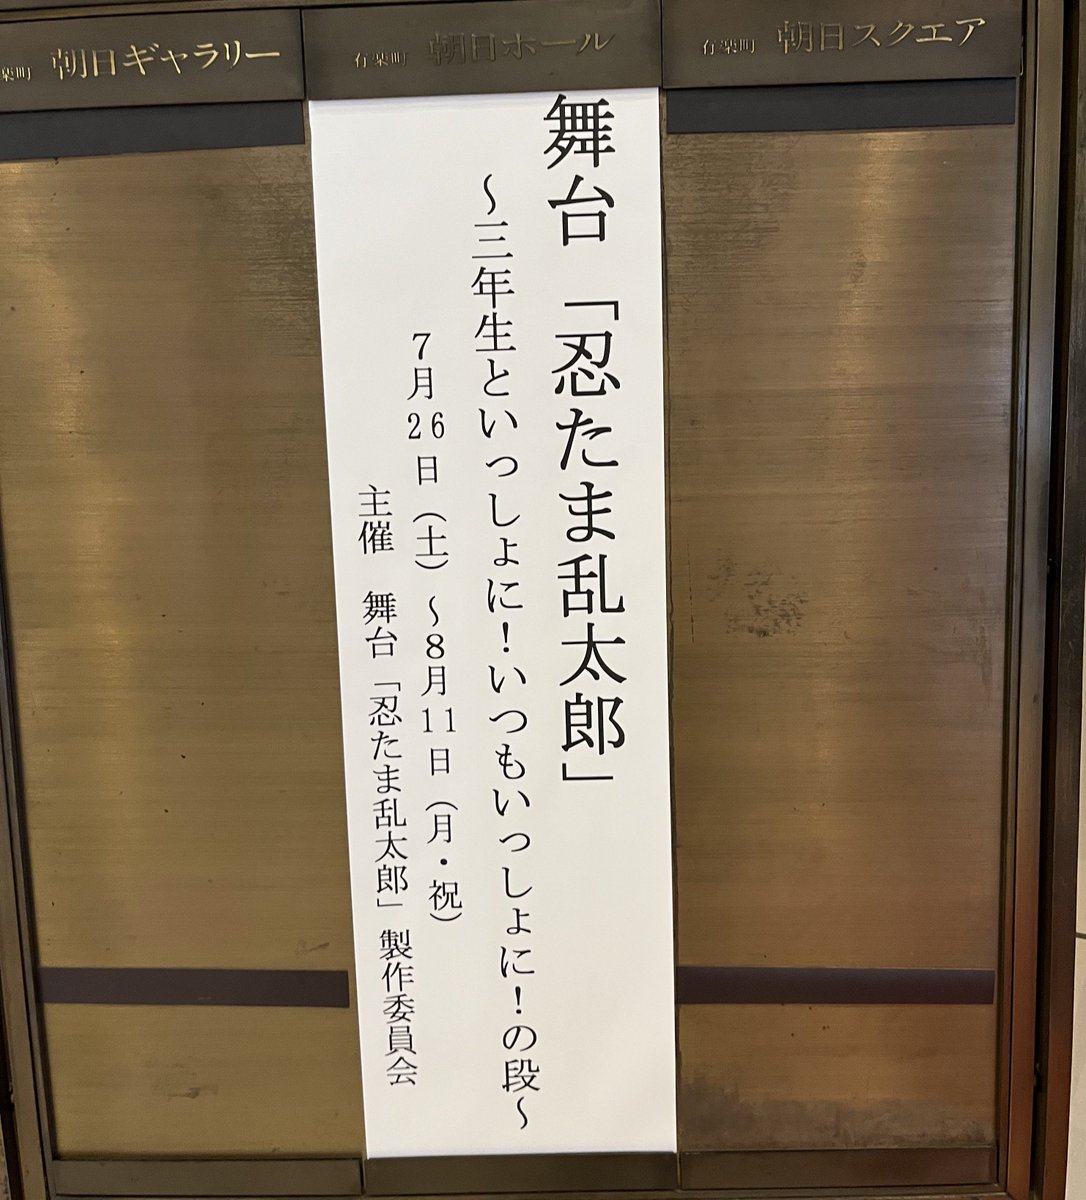 楽町 朝日ギャラリー
有楽町 朝日ホール
有楽町 朝日スクエア
舞台「忍たま乱太郎」
～三年生といっしょに！いつもいっしょに！の段～
7月26日（土）～8月11日（月・祝）
主催 舞台「忍たま乱太郎」製作委員会